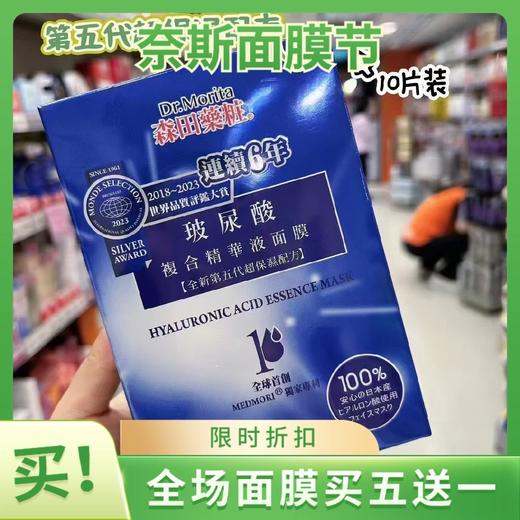 第五代
奈斯面膜节
10片装
Dr.Morita
森田藥粧®
連續6年
SINCE 1961
MONDE SELECTION
2023
SILVER
AWARD
2018~2023
世界品質評鑑大賞
玻尿酸
複合精華液面膜
【全新第五代超保濕配方】
HYALURONIC ACID ESSENCE MASK
全球首創
MEDMORI®獨家專利
100%
安心の日本産
ヒアルロン酸使用
フェイスマスク
限时折扣
买！
全场面膜买五送一